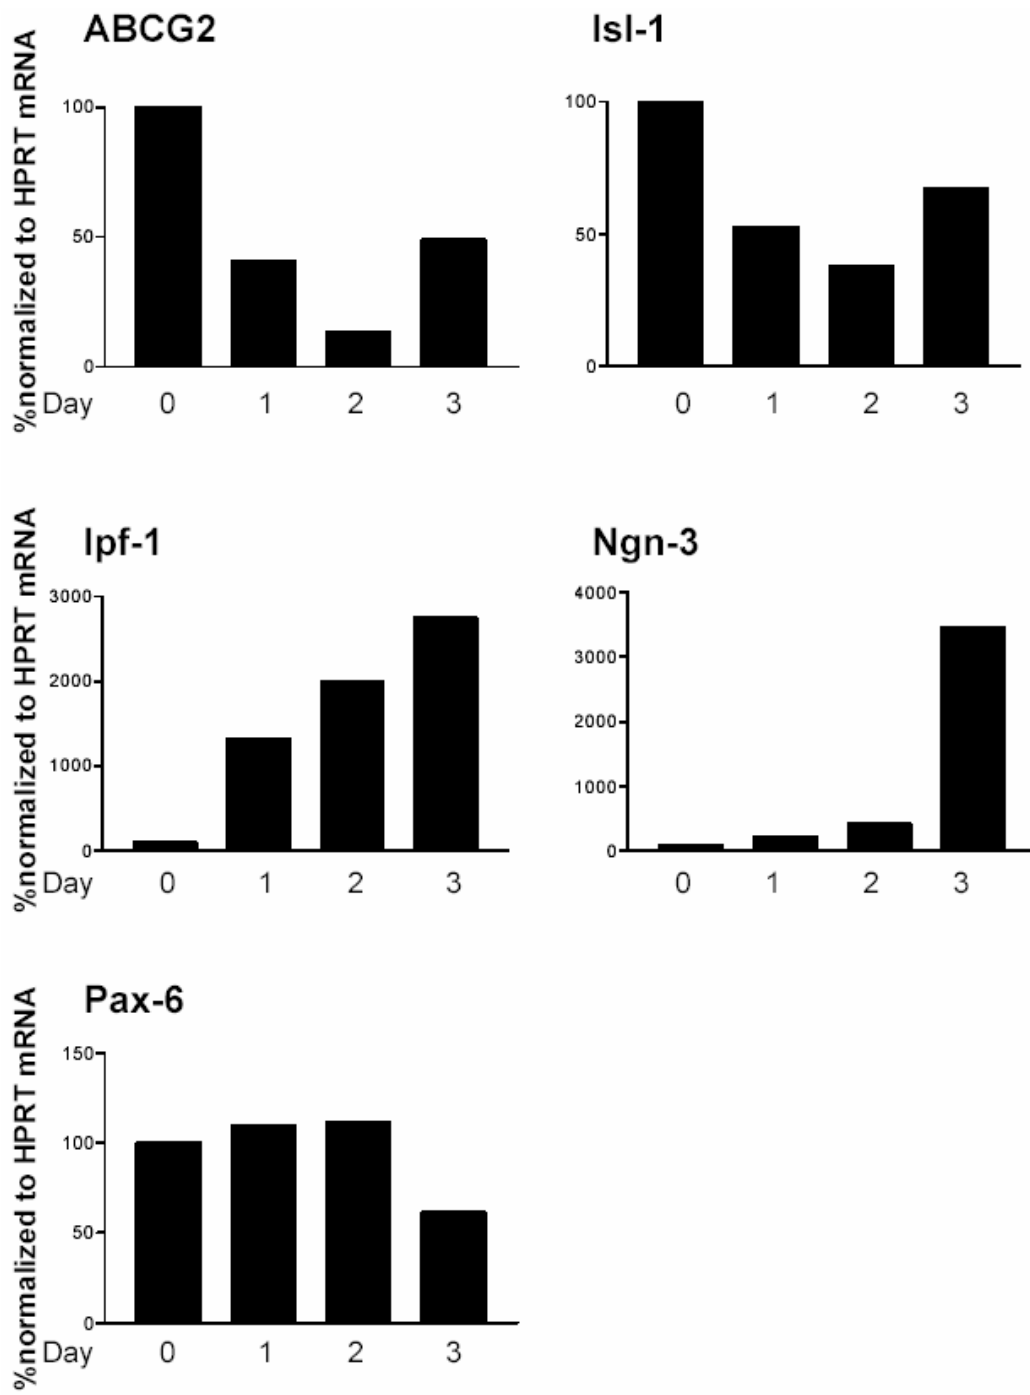 ABCG2
%normalized to HPRT mRNA
100
50
0
Day 0 1 2 3
Isl-1
100
50
0
0 1 2 3
Ipf-1
%normalized to HPRT mRNA
3000
2000
1000
0
Day 0 1 2 3
Ngn-3
4000
3000
2000
1000
0
0 1 2 3
Pax-6
%normalized to HPRT mRNA
150
100
50
0
Day 0 1 2 3